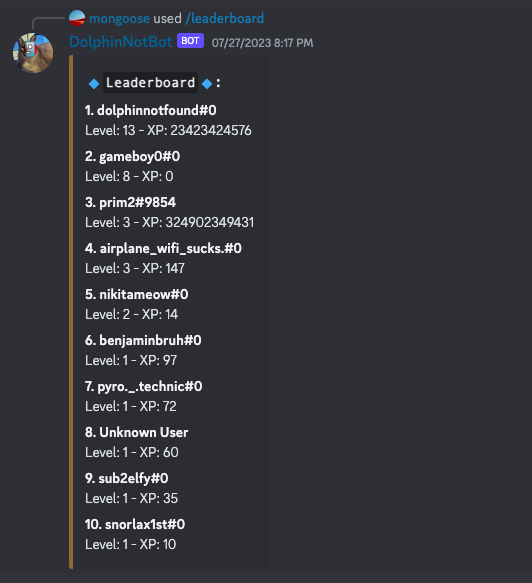 mongoose used /leaderboard
DolphinNotBot BOT 07/27/2023 8:17 PM
Leaderboard :
1. dolphinnotfound#0
Level: 13 - XP: 23423424576
2. gameboy0#0
Level: 8 - XP: 0
3. prim2#9854
Level: 3 - XP: 324902349431
4. airplane_wifi_sucks.#0
Level: 3 - XP: 147
5. nikitameow#0
Level: 2 - XP: 14
6. benjaminbruh#0
Level: 1 - XP: 97
7. pyro._.technic#0
Level: 1 - XP: 72
8. Unknown User
Level: 1 - XP: 60
9. sub2elfy#0
Level: 1 - XP: 35
10. snorlax1st#0
Level: 1 - XP: 10